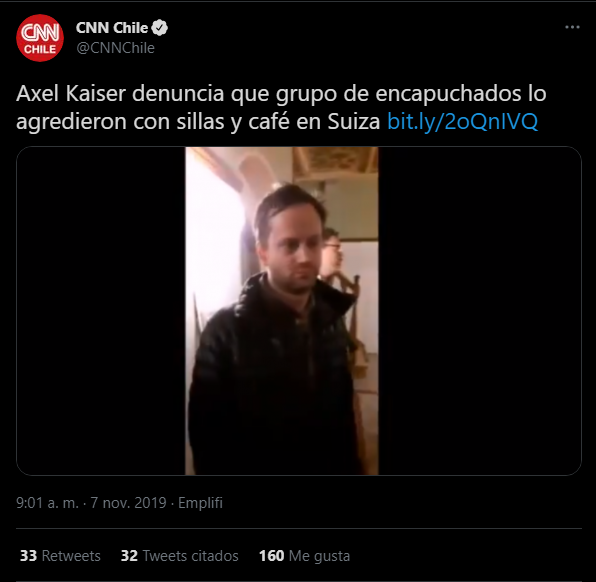 CNN
CHILE
CNN Chile
@CNNChile
Axel Kaiser denuncia que grupo de encapuchados lo
agredieron con sillas y café en Suiza bit.ly/2oQnIVQ
9:01 a. m. · 7 nov. 2019 · Emplifi
33 Retweets 32 Tweets citados 160 Me gusta